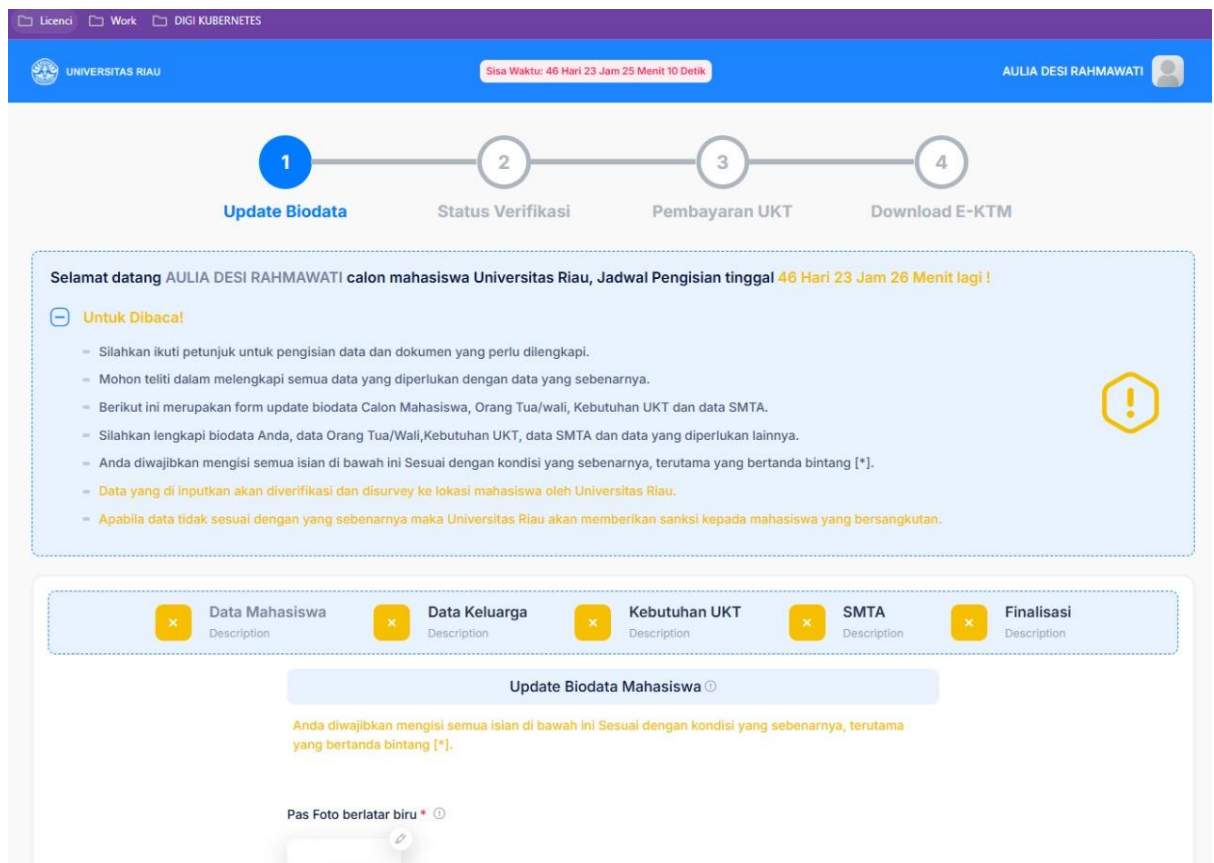 Licenci Work DIGI KUBERNETES
UNIVERSITAS RIAU
Sisa Waktu: 46 Hari 23 Jam 25 Menit 10 Detik
AULIA DESI RAHMAWATI
1 2 3 4
Update Biodata Status Verifikasi Pembayaran UKT Download E-KTM
Selamat datang AULIA DESI RAHMAWATI calon mahasiswa Universitas Riau, Jadwal Pengisian tinggal 46 Hari 23 Jam 26 Menit lagi !
Untuk Dibaca!
Silahkan ikuti petunjuk untuk pengisian data dan dokumen yang perlu dilengkapi.
Mohon teliti dalam melengkapi semua data yang diperlukan dengan data yang sebenarnya.
Berikut ini merupakan form update biodata Calon Mahasiswa, Orang Tua/wali, Kebutuhan UKT dan data SMTA.
Silahkan lengkapi biodata Anda, data Orang Tua/Wali,Kebutuhan UKT, data SMTA dan data yang diperlukan lainnya.
Anda diwajibkan mengisi semua isian di bawah ini Sesuai dengan kondisi yang sebenarnya, terutama yang bertanda bintang [*].
Data yang di inputkan akan diverifikasi dan disurvey ke lokasi mahasiswa oleh Universitas Riau.
Apabila data tidak sesuai dengan yang sebenarnya maka Universitas Riau akan memberikan sanksi kepada mahasiswa yang bersangkutan.
Data Mahasiswa Data Keluarga Kebutuhan UKT SMTA Finalisasi
Description Description Description Description Description
Update Biodata Mahasiswa
Anda diwajibkan mengisi semua isian di bawah ini Sesuai dengan kondisi yang sebenarnya, terutama
yang bertanda bintang [*].
Pas Foto berlatar biru *